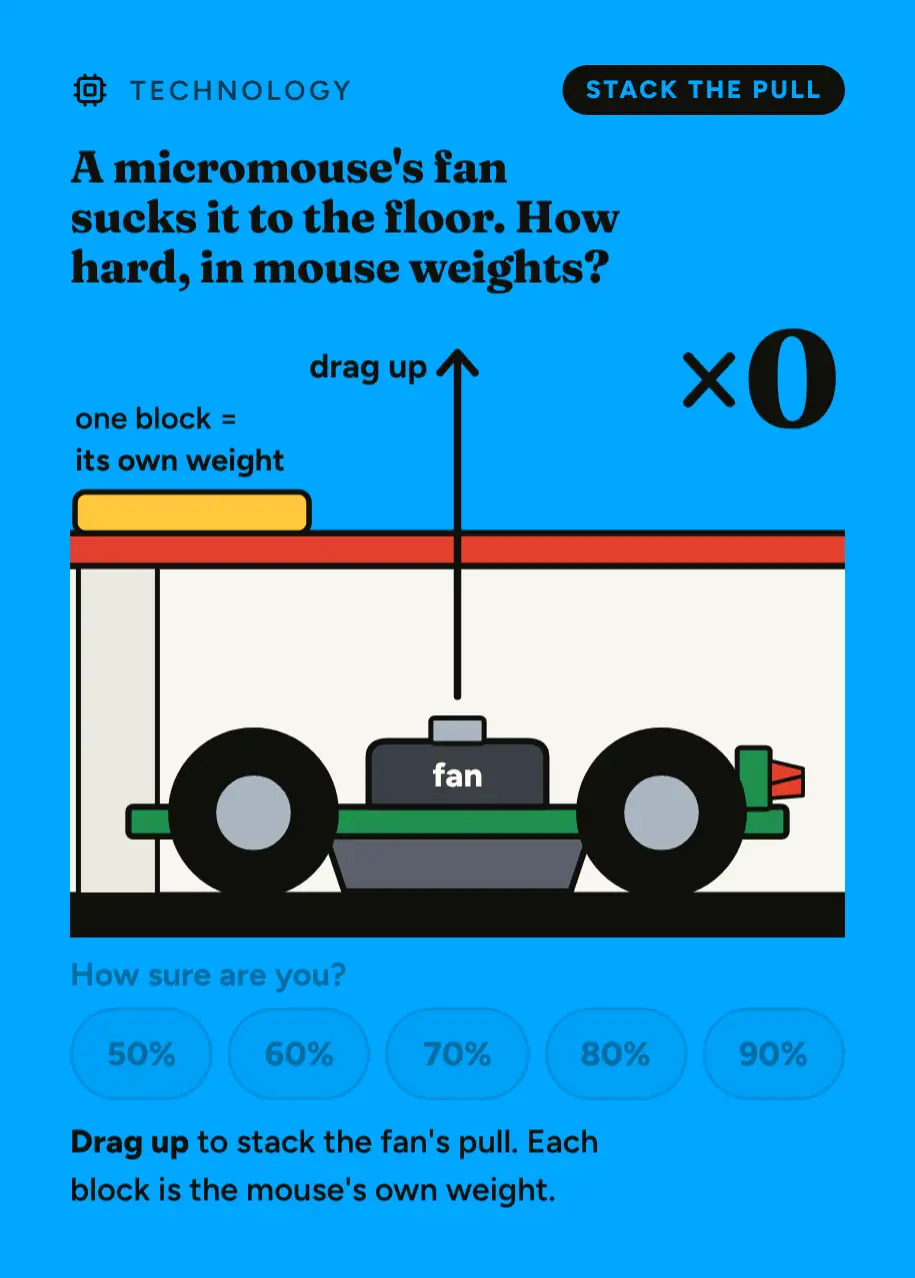 TECHNOLOGY
STACK THE PULL
A micromouse's fan
sucks it to the floor. How
hard, in mouse weights?
drag up
×0
one block =
its own weight
fan
How sure are you?
50%
60%
70%
80%
90%
Drag up to stack the fan's pull. Each
block is the mouse's own weight.